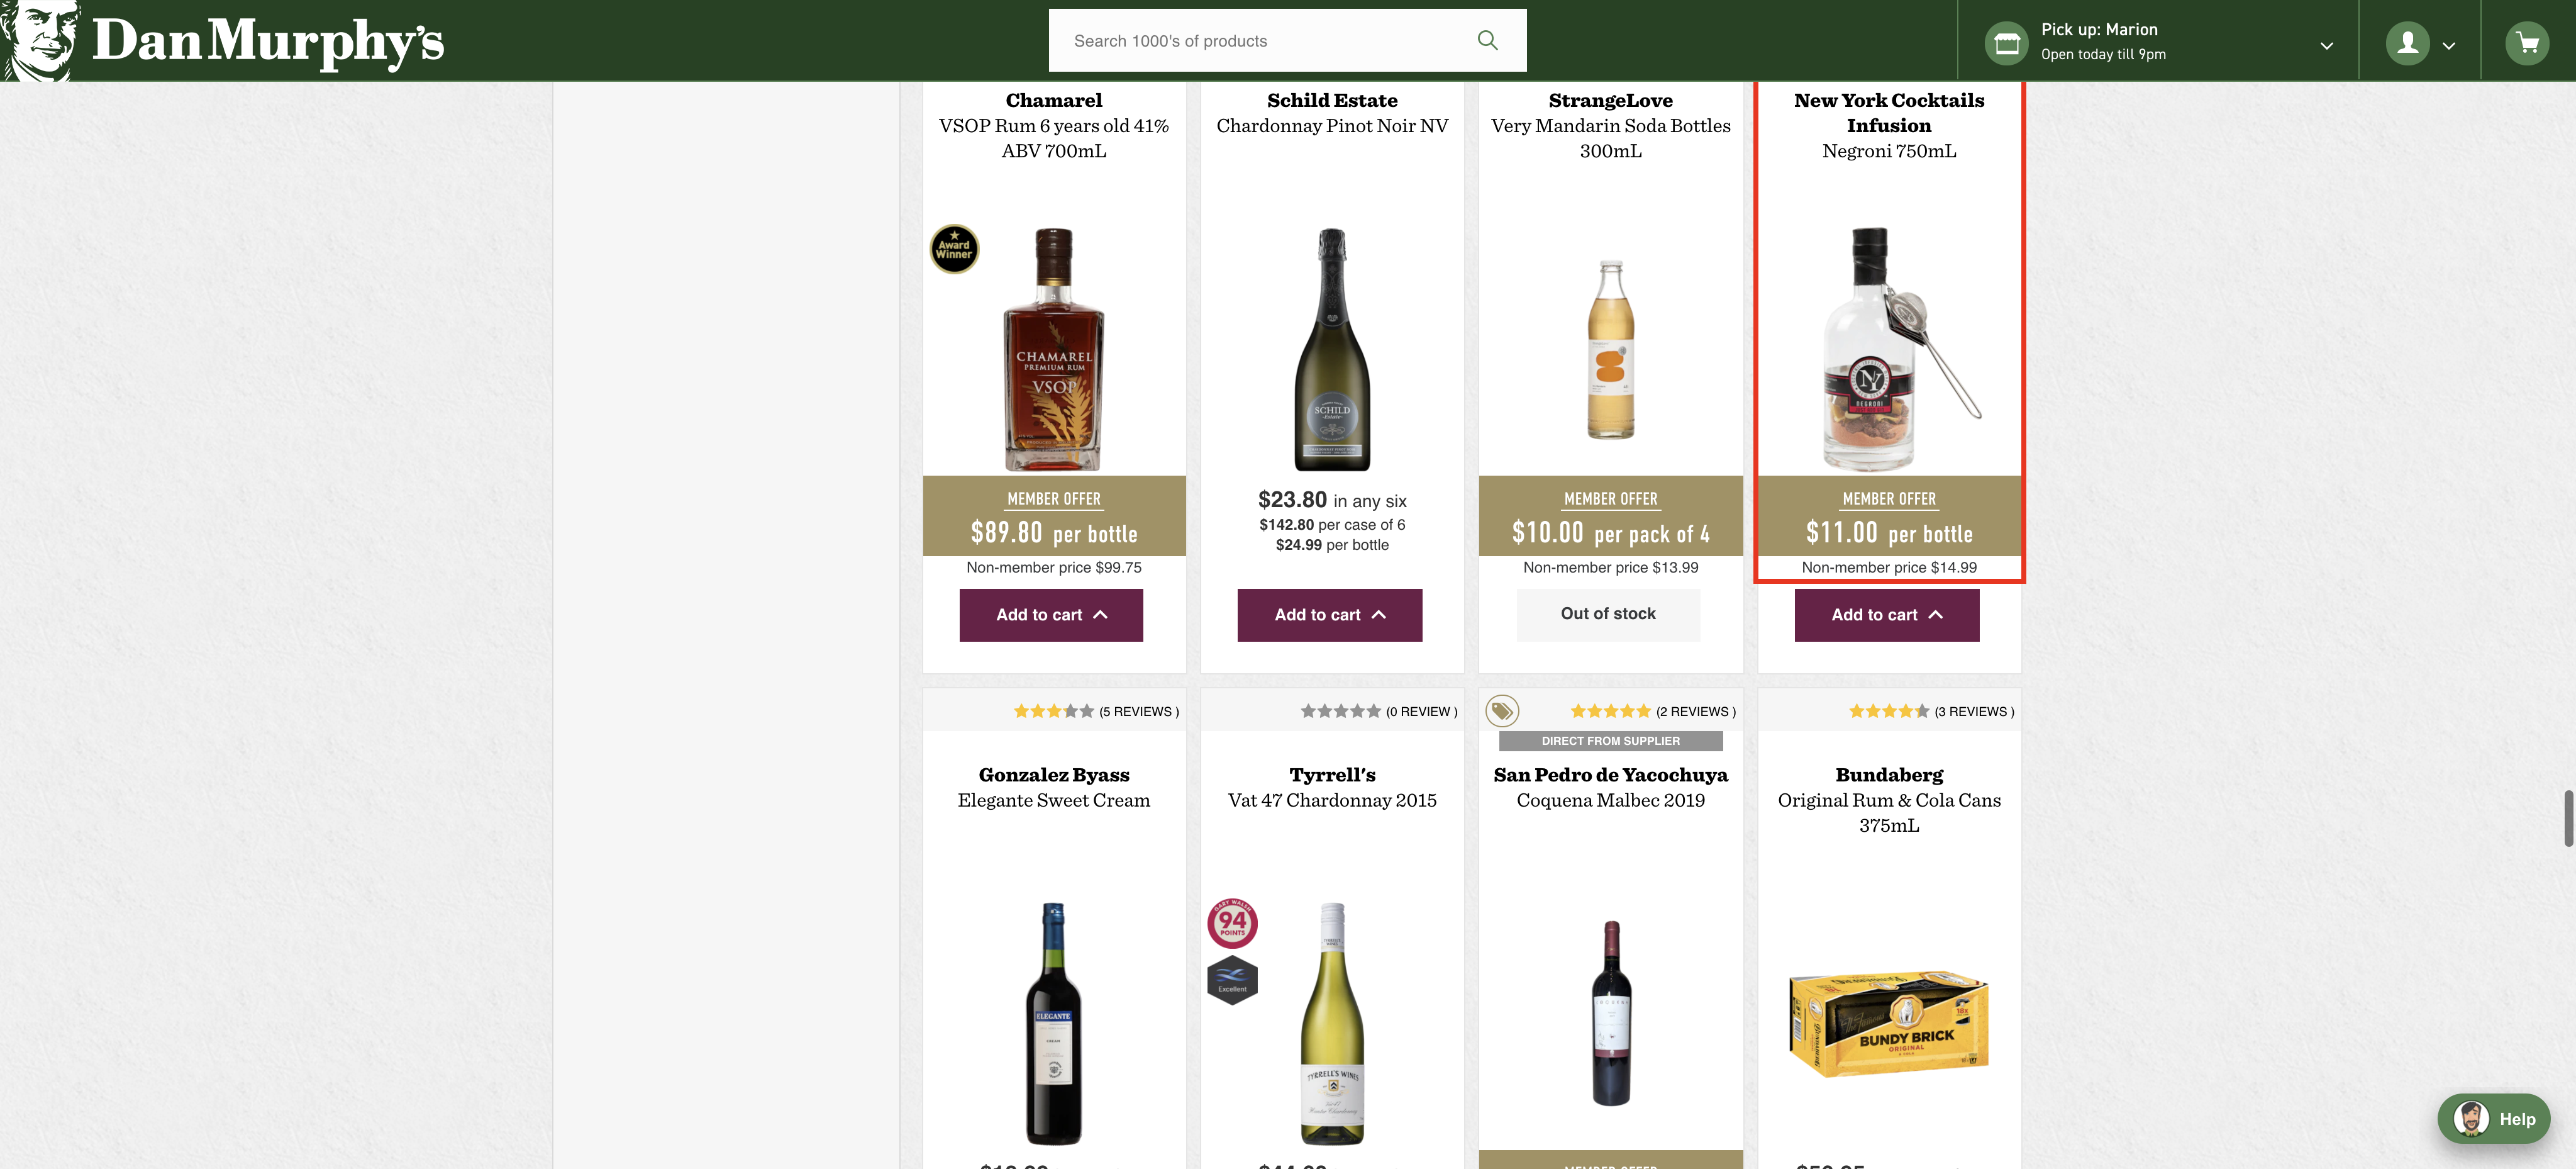 Dan Murphy's
Search 1000's of products
Pick up: Marion
Open today till 9pm
Chamarel
VSOP Rum 6 years old 41%
ABV 700mL
Award
Winner
CHAMAREL
PREMIUM RUM
VSOP
MEMBER OFFER
$89.80 per bottle
Non-member price $99.75
Add to cart
Schild Estate
Chardonnay Pinot Noir NV
SCHILD
Estate
$23.80 in any six
$142.80 per case of 6
$24.99 per bottle
Add to cart
StrangeLove
Very Mandarin Soda Bottles
300mL
MEMBER OFFER
$10.00 per pack of 4
Non-member price $13.99
Out of stock
New York Cocktails
Infusion
Negroni 750mL
NY
NEGRONI
MEMBER OFFER
$11.00 per bottle
Non-member price $14.99
Add to cart
(5 REVIEWS )
Gonzalez Byass
Elegante Sweet Cream
ELEGANTE
CREAM
(0 REVIEW )
Tyrrell's
Vat 47 Chardonnay 2015
GARY WALSH
94
POINTS
Excellent
TYRRELL'S WINES
(2 REVIEWS )
DIRECT FROM SUPPLIER
San Pedro de Yacochuya
Coquena Malbec 2019
MEMBER OFFER
(3 REVIEWS )
Bundaberg
Original Rum & Cola Cans
375mL
18x
BUNDY BRICK
ORIGINAL
Help